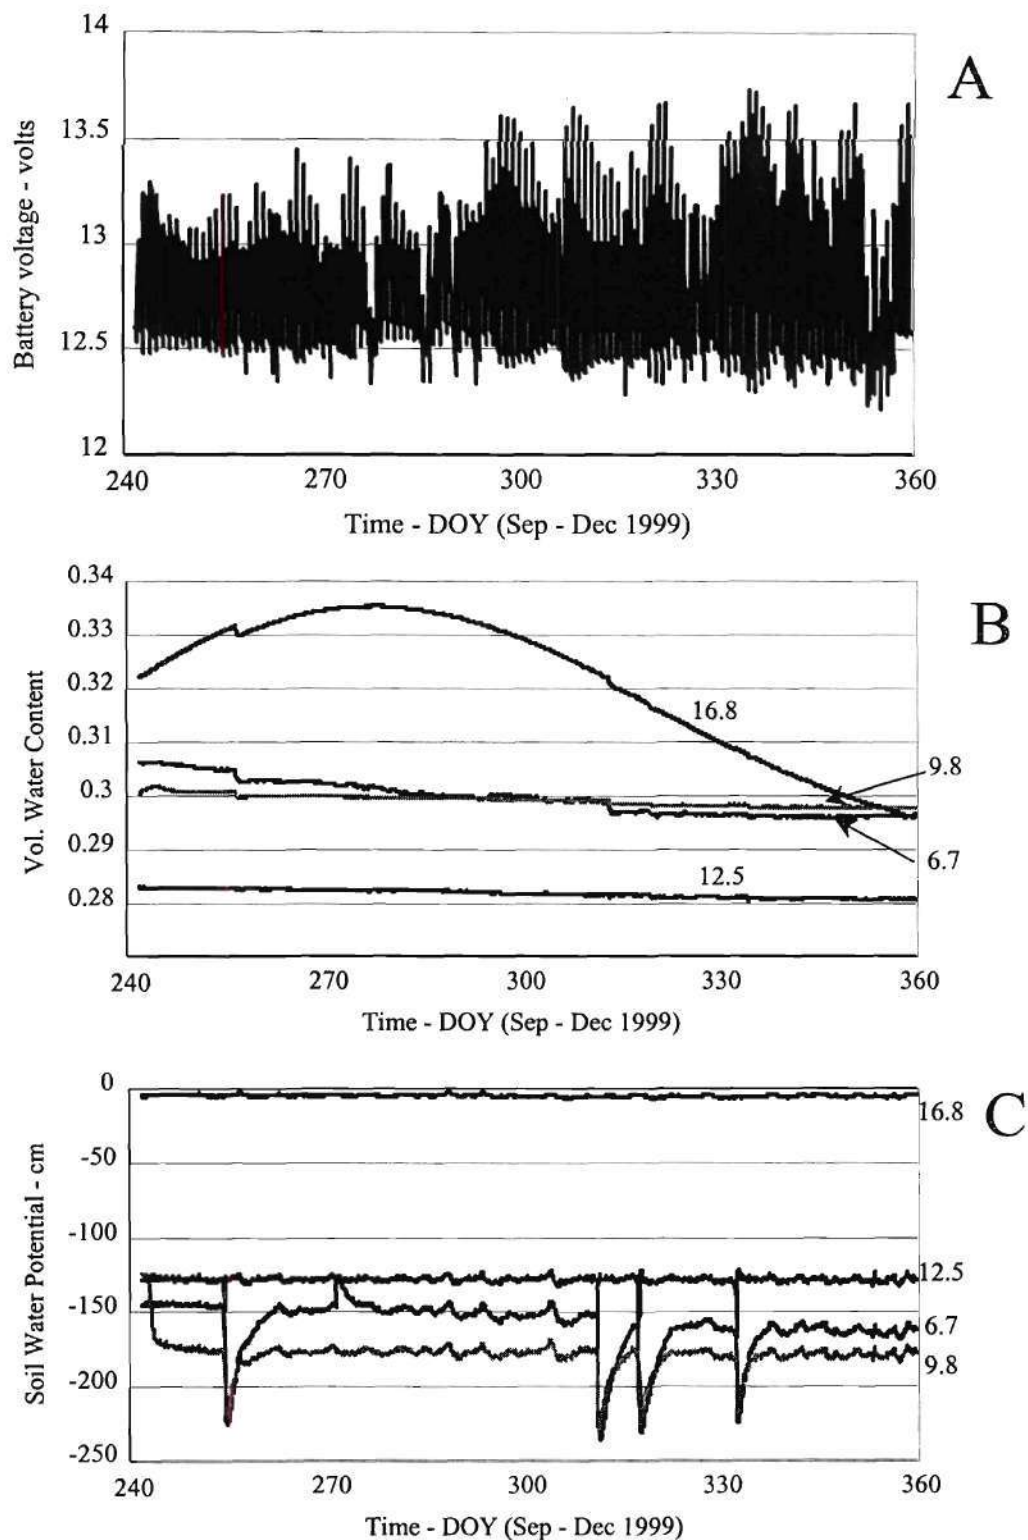 14
A
13.5
13
12.5
12
Battery voltage - volts
240 270 300 330 360
Time - DOY (Sep - Dec 1999)
0.34
B
0.33
0.32
16.8
0.31
9.8
0.3
0.29
6.7
12.5
0.28
Vol. Water Content
240 270 300 330 360
Time - DOY (Sep - Dec 1999)
0
16.8
C
-50
-100
12.5
-150
6.7
9.8
-200
-250
Soil Water Potential - cm
240 270 300 330 360
Time - DOY (Sep - Dec 1999)